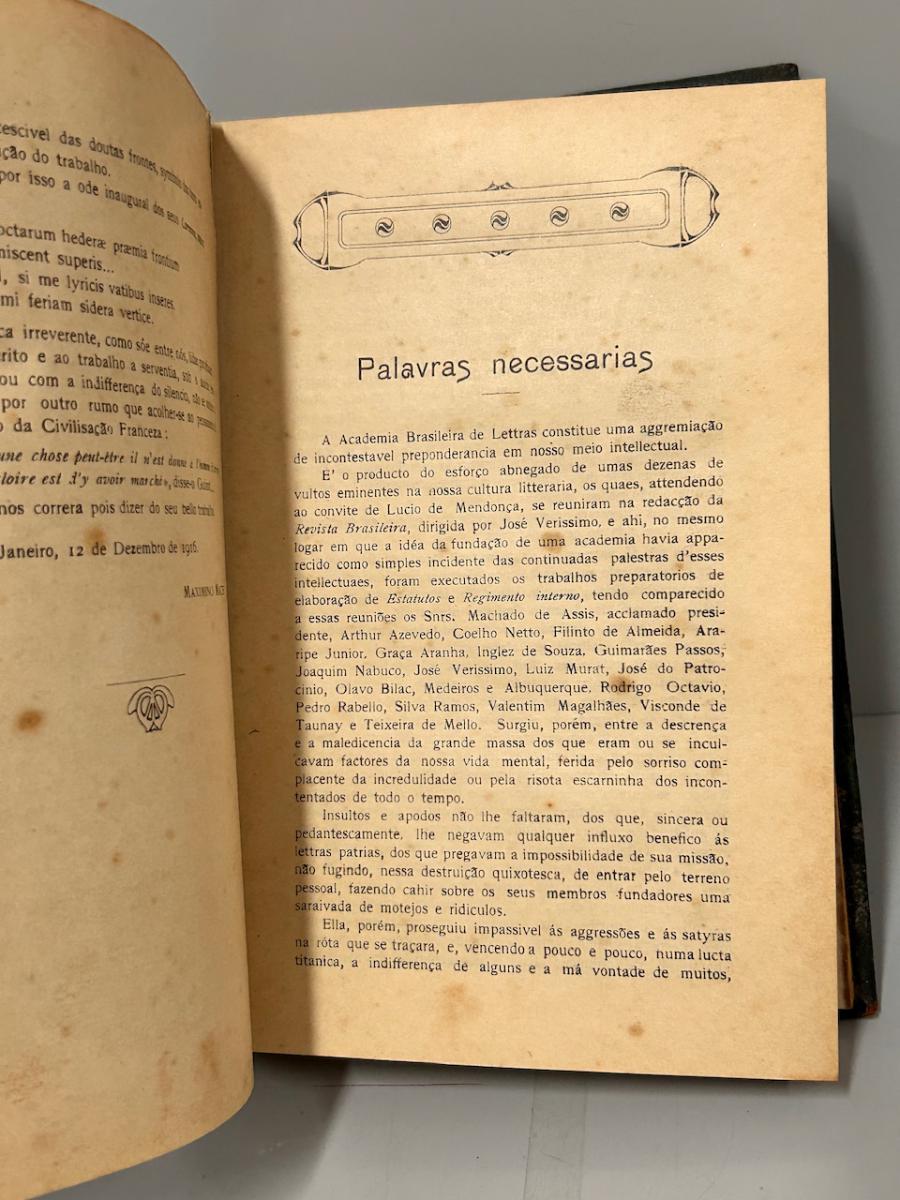 escivel das doutas frontes,
ção do trabalho.
por isso a ode inaugural dos seus
octarum hederæ præmia frontium
niscent superis...
l, si me lyricis vatibus inseres.
mi feriam sidera vertice.
ca irreverente, como sôe entre nós,
erito e ao trabalho a serventia,
ou com a indifferença do silencio,
por outro rumo que acolher-se ao
o da Civilisação Franceza :
une chose peut-être il n'est donné à
loire est d'y avoir marché», disse-o
nos correra pois dizer do seu bello
Janeiro, 12 de Dezembro de 1916.
Maximino
Palavras necessarias
A Academia Brasileira de Lettras constitue uma aggremiação
de incontestavel preponderancia em nosso meio intellectual.
E' o producto do esforço abnegado de umas dezenas de
vultos eminentes na nossa cultura litteraria, os quaes, attendendo
ao convite de Lucio de Mendonça, se reuniram na redacção da
Revista Brasileira, dirigida por José Verissimo, e ahi, no mesmo
logar em que a idéa da fundação de uma academia havia appa-
recido como simples incidente das continuadas palestras d'esses
intellectuaes, foram executados os trabalhos preparatorios de
elaboração de Estatutos e Regimento interno, tendo comparecido
a essas reuniões os Snrs. Machado de Assis, acclamado presi-
dente, Arthur Azevedo, Coelho Netto, Filinto de Almeida, Ara-
ripe Junior, Graça Aranha, Inglez de Souza, Guimarães Passos,
Joaquim Nabuco, José Verissimo, Luiz Murat, José do Patro-
cinio, Olavo Bilac, Medeiros e Albuquerque, Rodrigo Octavio,
Pedro Rabello, Silva Ramos, Valentim Magalhães, Visconde de
Taunay e Teixeira de Mello. Surgiu, porém, entre a descrença
e a maledicencia da grande massa dos que eram ou se incul-
cavam factores da nossa vida mental, ferida pelo sorriso com-
placente da incredulidade ou pela risota escarninha dos incon-
tentados de todo o tempo.
Insultos e apodos não lhe faltaram, dos que, sincera ou
pedantescamente, lhe negavam qualquer influxo benefico ás
lettras patrias, dos que pregavam a impossibilidade de sua missão,
não fugindo, nessa destruição quixotesca, de entrar pelo terreno
pessoal, fazendo cahir sobre os seus membros fundadores uma
saraivada de motejos e ridiculos.
Ella, porém, proseguiu impassivel ás aggressões e ás satyras
na róta que se traçara, e, vencendo a pouco e pouco, numa lucta
titanica, a indifferença de alguns e a má vontade de muitos,